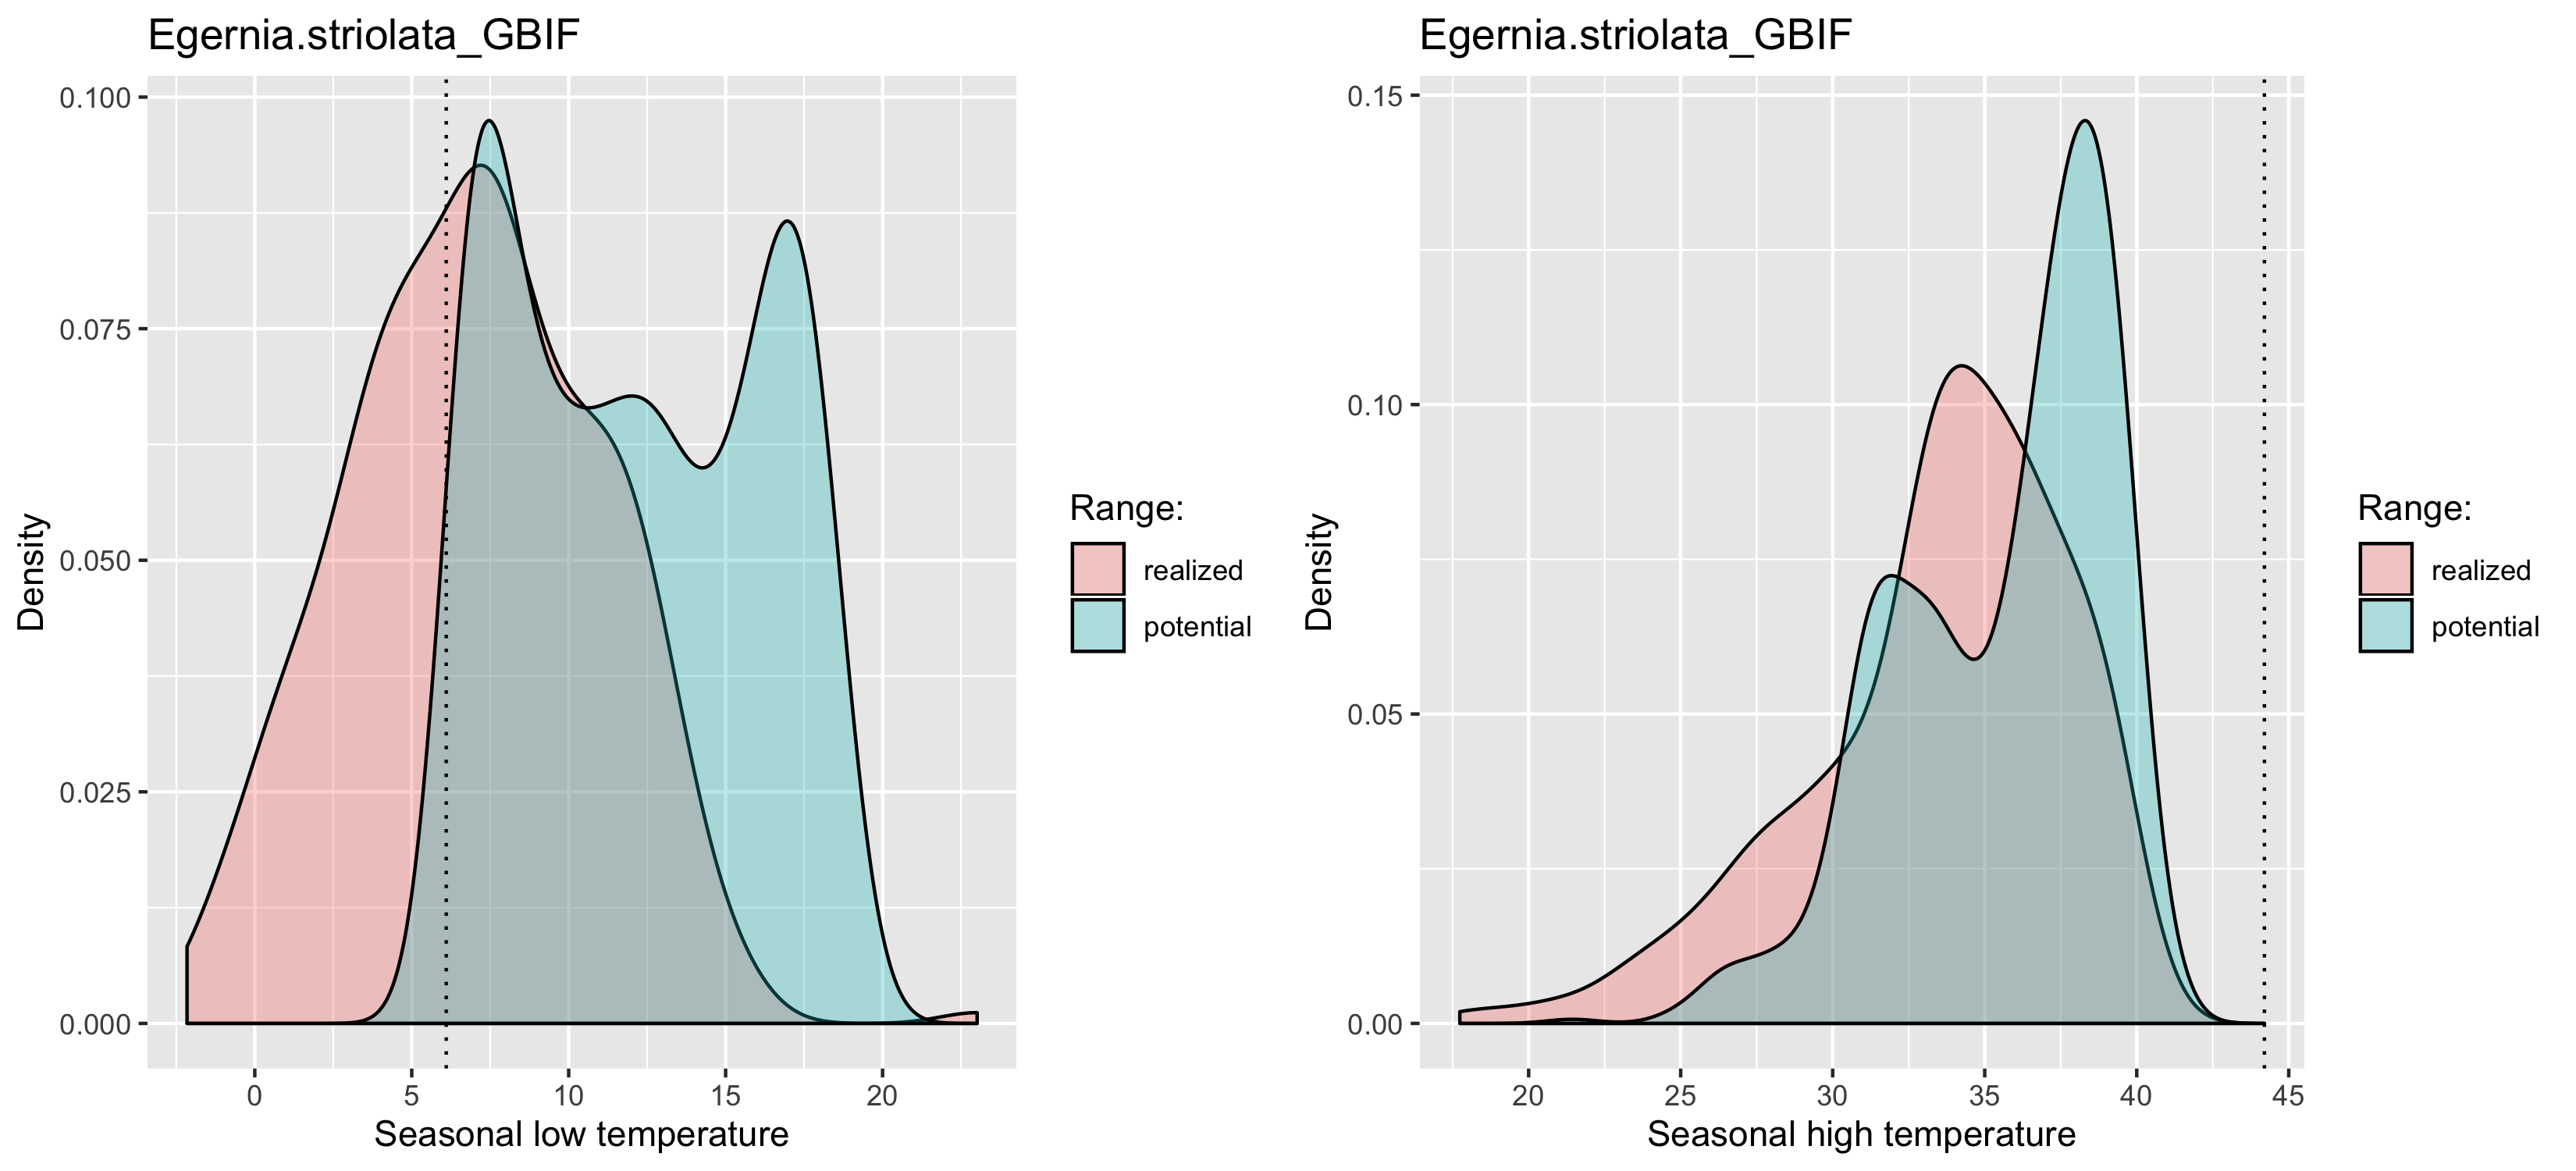 Egernia.striolata_GBIF
0.100
0.075
0.050
0.025
0.000
Density
0 5 10 15 20
Seasonal low temperature
Range:
realized
potential
Egernia.striolata_GBIF
0.15
0.10
0.05
0.00
Density
20 25 30 35 40 45
Seasonal high temperature
Range:
realized
potential